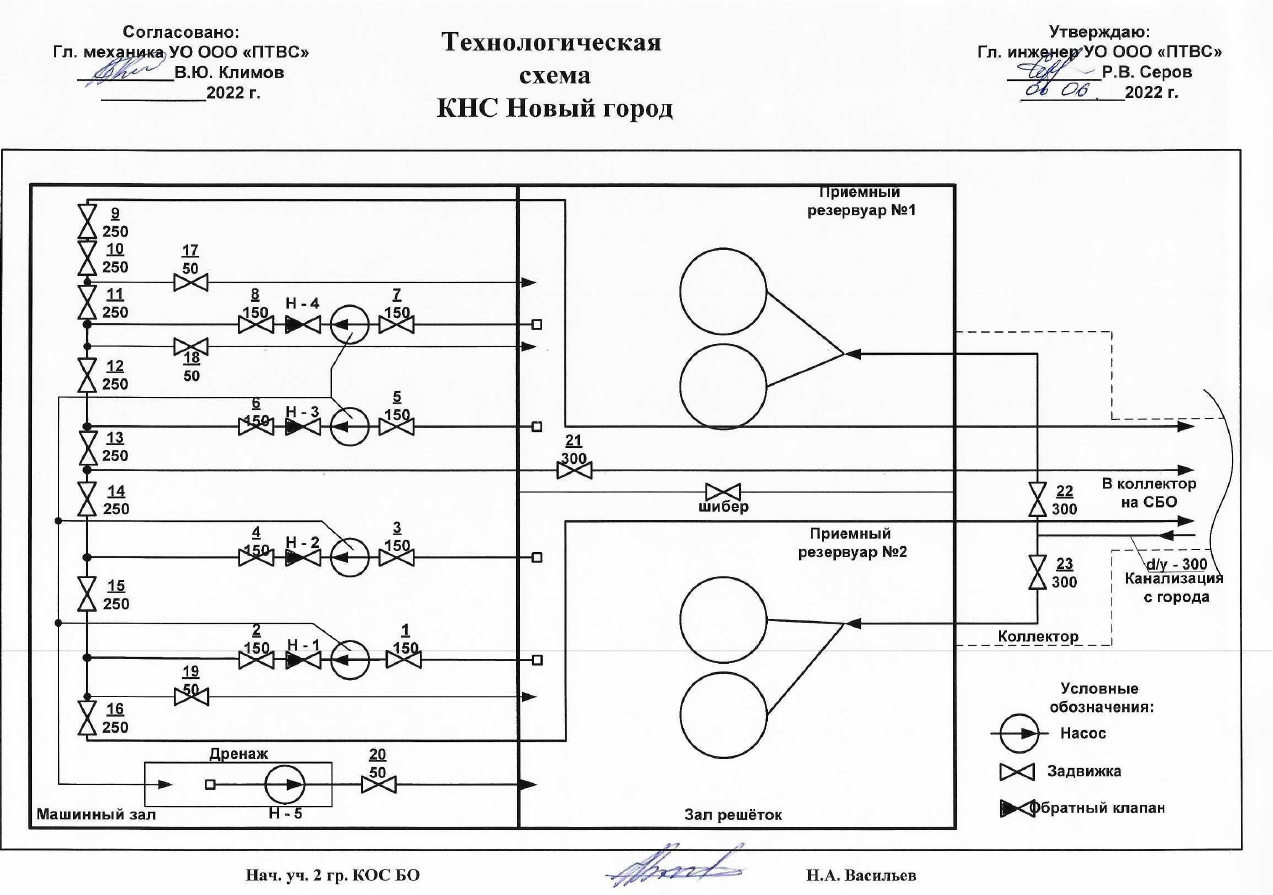 Согласовано:
Гл. механика УО ООО «ПТВС»
В.Ю. Климов
2022 г.
Технологическая
схема
КНС Новый город
Утверждаю:
Гл. инженер УО ООО «ПТВС»
Р.В. Серов
06 06 2022 г.
Приемный
резервуар №1
9
250
10
250
17
50
11
250
8
150
Н - 4
7
150
18
50
12
250
6
150
Н - 3
5
150
13
250
21
300
14
250
шибер
22
300
В коллектор
на СБО
4
150
Н - 2
3
150
Приемный
резервуар №2
23
300
d/у - 300
Канализация
с города
15
250
2
150
Н - 1
1
150
Коллектор
19
50
16
250
Условные
обозначения:
Насос
Задвижка
Обратный клапан
Дренаж
20
50
Н - 5
Машинный зал
Зал решёток
Нач. уч. 2 гр. КОС БО
Н.А. Васильев